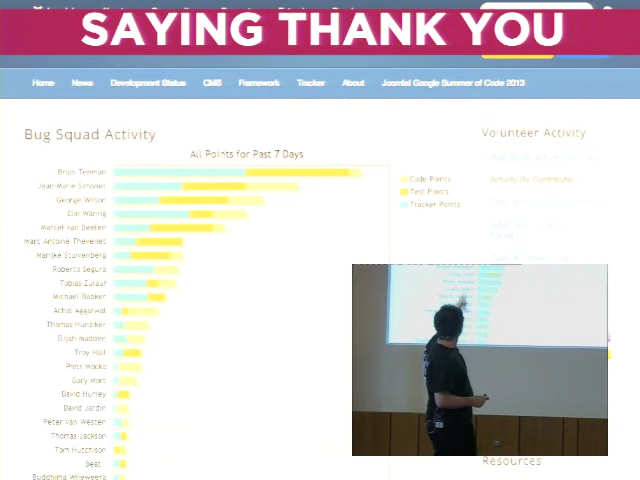 SAYING THANK YOU
Home News Development Status CMS Framework Tracker About Joomla! Google Summer of Code 2013
Bug Squad Activity
Volunteer Activity
All Points for Past 7 Days
Brian Teeman
Jean-Marie Simonet
George Wilson
Elin Waring
Marcel van Beelen
Marc Antoine Thevenet
Marijke Stuivenberg
Roberto Segura
Tobias Zulauf
Michael Babker
Achal Aggarwal
Thomas Hunziker
Elijah Madden
Troy Hall
Piotr Mocko
Gary Mort
David Hurley
David Jardin
Peter van Westen
Thomas Jackson
Tom Hutchison
Beat
Buddhima Wijeweera
Code Points
Test Points
Tracker Points
Activity By Contributor
Resources